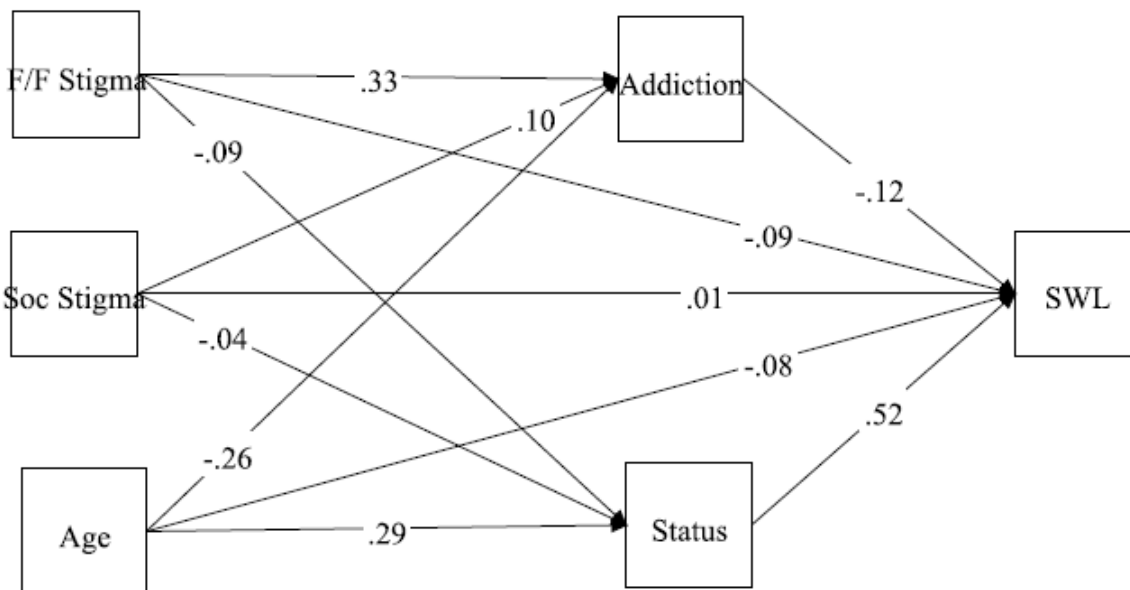 F/F Stigma
.33
Addiction
.10
-.09
-.12
-.09
Soc Stigma
.01
SWL
-.04
-.08
.52
-.26
Age
.29
Status